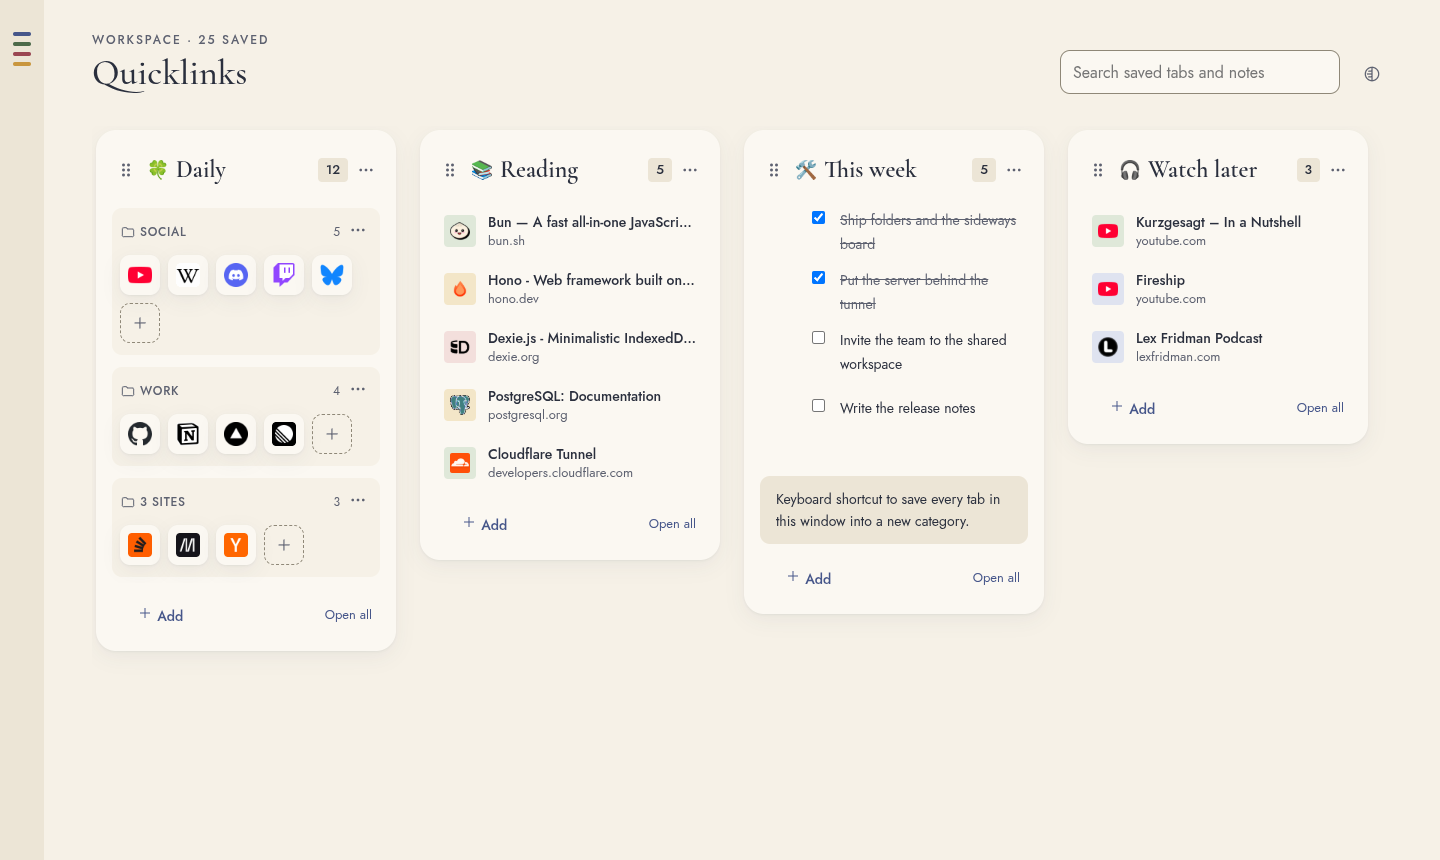 WORKSPACE · 25 SAVED
Quicklinks
Search saved tabs and notes
🍀 Daily
12
SOCIAL
5
W
WORK
4
N
3 SITES
3
M
Y
Add
Open all
📚 Reading
5
Bun — A fast all-in-one JavaScri...
bun.sh
Hono - Web framework built on...
hono.dev
Dexie.js - Minimalistic IndexedD...
dexie.org
PostgreSQL: Documentation
postgresql.org
Cloudflare Tunnel
developers.cloudflare.com
Add
Open all
🛠️ This week
5
Ship folders and the sideways
board
Put the server behind the
tunnel
Invite the team to the shared
workspace
Write the release notes
Keyboard shortcut to save every tab in
this window into a new category.
Add
Open all
🎧 Watch later
3
Kurzgesagt – In a Nutshell
youtube.com
Fireship
youtube.com
L
Lex Fridman Podcast
lexfridman.com
Add
Open all